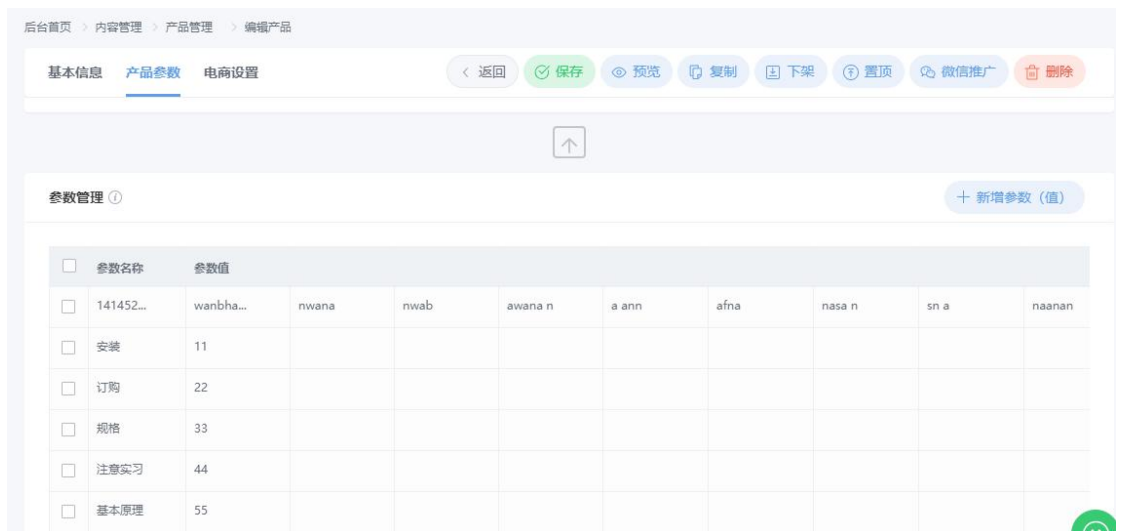 后台首页 > 内容管理 > 产品管理 > 编辑产品
基本信息 产品参数 电商设置 < 返回 保存 预览 复制 下架 置顶 微信推广 删除
参数管理 + 新增参数（值）
参数名称 参数值
141452... wanbha... nwana nwab awana n a ann afna nasa n sn a naanan
安装 11
订购 22
规格 33
注意实习 44
基本原理 55